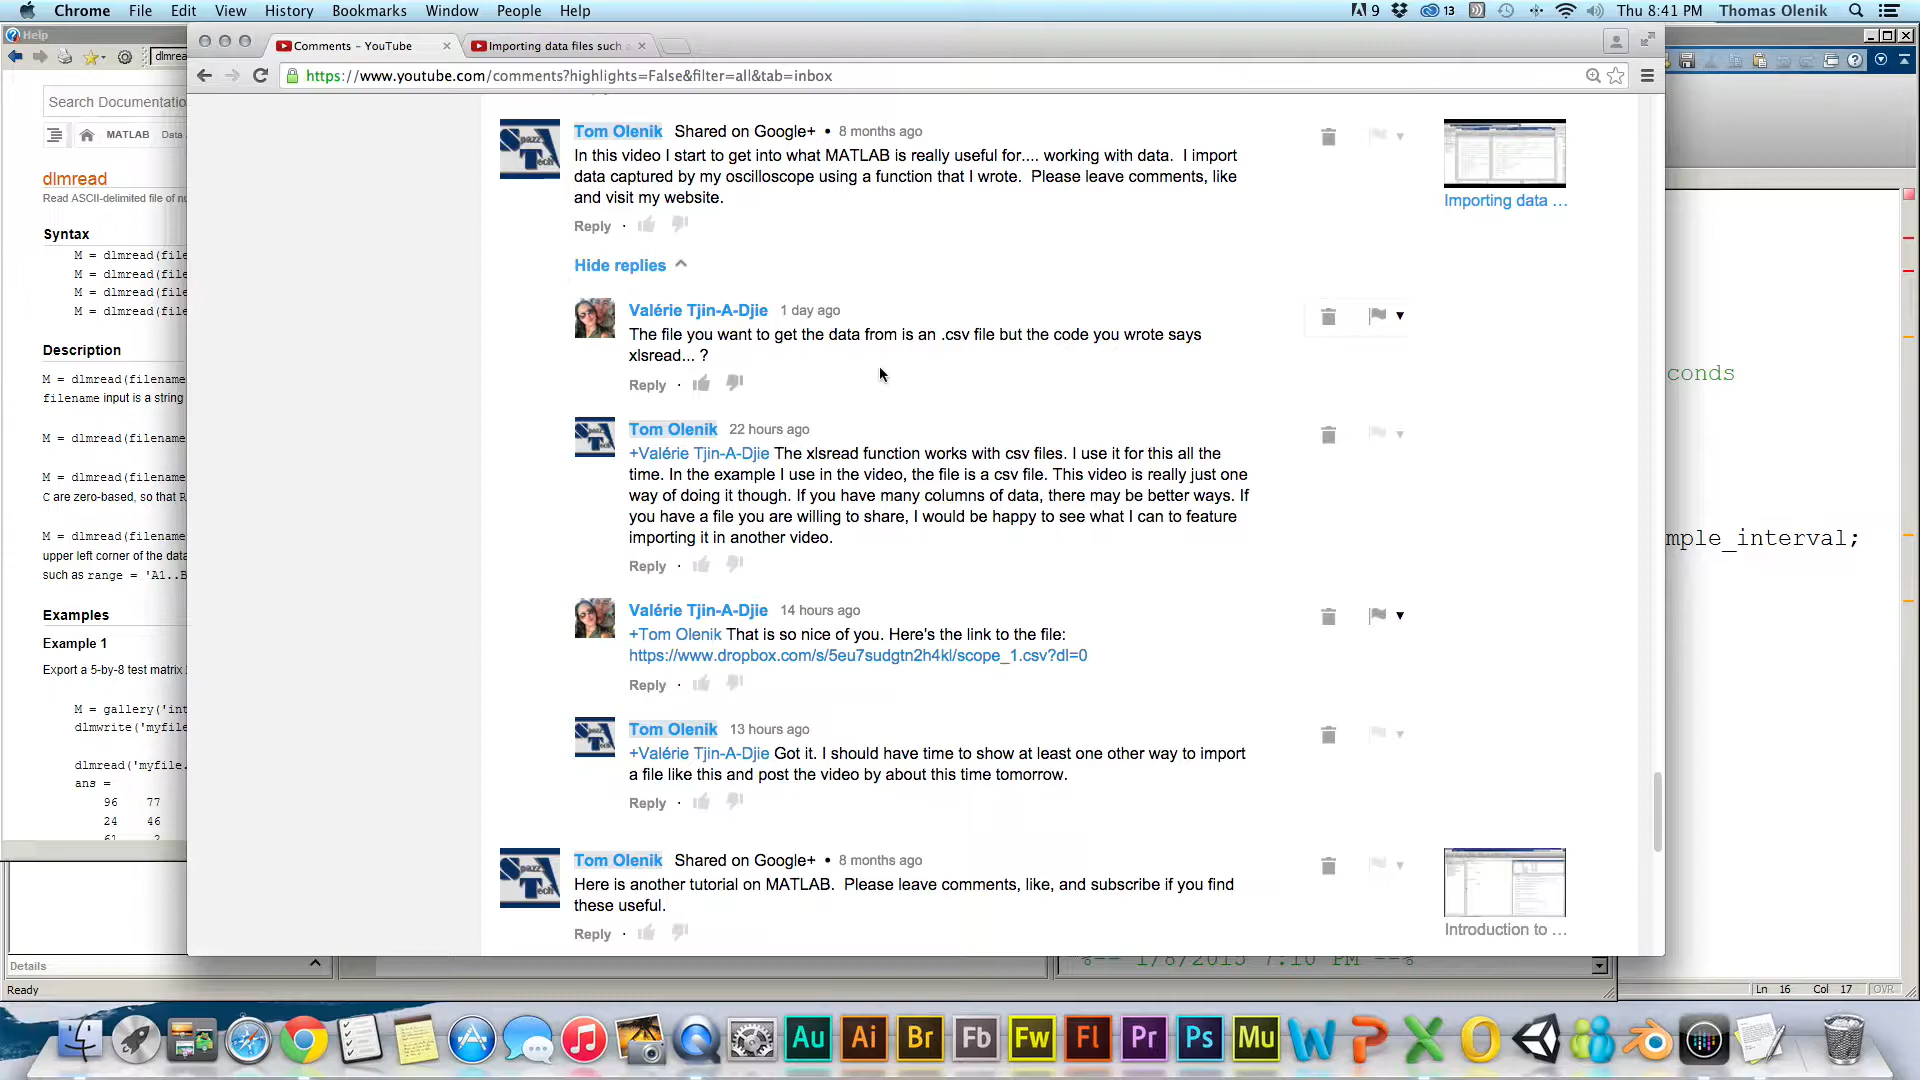 Chrome File Edit View History Bookmarks Window People Help 9 13 Thu 8:41 PM Thomas Olenik
Help
Comments - YouTube
Importing data files such
dlmrea
https://www.youtube.com/comments?highlights=False&filter=all&tab=inbox
Search Documentatio
MATLAB Data
dlmread
Read ASCII-delimited file of nu
Syntax
M = dlmread(file
M = dlmread(file
M = dlmread(file
M = dlmread(file
Description
M = dlmread(filename
filename input is a string
M = dlmread(filename
M = dlmread(filename
C are zero-based, so that R
M = dlmread(filename
upper left corner of the data
such as range = 'A1..B
Examples
Example 1
Export a 5-by-8 test matrix
M = gallery('int
dlmwrite('myfile
dlmread('myfile.
ans =
96 77
24 46
61 2
Details
Ready
Tom Olenik Shared on Google+ • 8 months ago
In this video I start to get into what MATLAB is really useful for.... working with data. I import
data captured by my oscilloscope using a function that I wrote. Please leave comments, like
and visit my website.
Reply ·
Importing data ...
Hide replies
Valérie Tjin-A-Djie 1 day ago
The file you want to get the data from is an .csv file but the code you wrote says
xlsread... ?
Reply ·
Tom Olenik 22 hours ago
+Valérie Tjin-A-Djie The xlsread function works with csv files. I use it for this all the
time. In the example I use in the video, the file is a csv file. This video is really just one
way of doing it though. If you have many columns of data, there may be better ways. If
you have a file you are willing to share, I would be happy to see what I can to feature
importing it in another video.
Reply ·
Valérie Tjin-A-Djie 14 hours ago
+Tom Olenik That is so nice of you. Here's the link to the file:
https://www.dropbox.com/s/5eu7sudgtn2h4kl/scope_1.csv?dl=0
Reply ·
Tom Olenik 13 hours ago
+Valérie Tjin-A-Djie Got it. I should have time to show at least one other way to import
a file like this and post the video by about this time tomorrow.
Reply ·
Tom Olenik Shared on Google+ • 8 months ago
Here is another tutorial on MATLAB. Please leave comments, like, and subscribe if you find
these useful.
Reply ·
Introduction to ...
conds
mple_interval;
%-- 1/8/2015 7:10 PM --%
Ln 16 Col 17 OVR
Au Ai Br Fb Fw Fl Pr Ps Mu